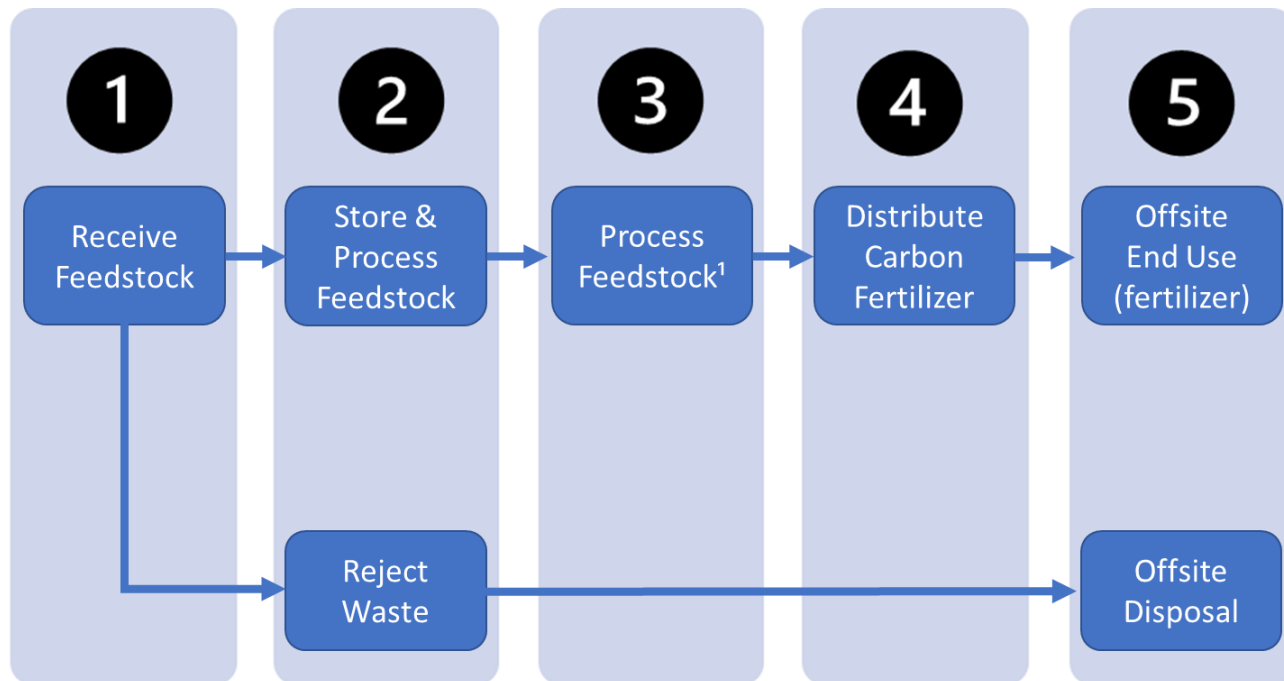 1
2
3
4
5
Receive
Feedstock
Store &
Process
Feedstock
Process
Feedstock¹
Distribute
Carbon
Fertilizer
Offsite
End Use
(fertilizer)
Reject
Waste
Offsite
Disposal